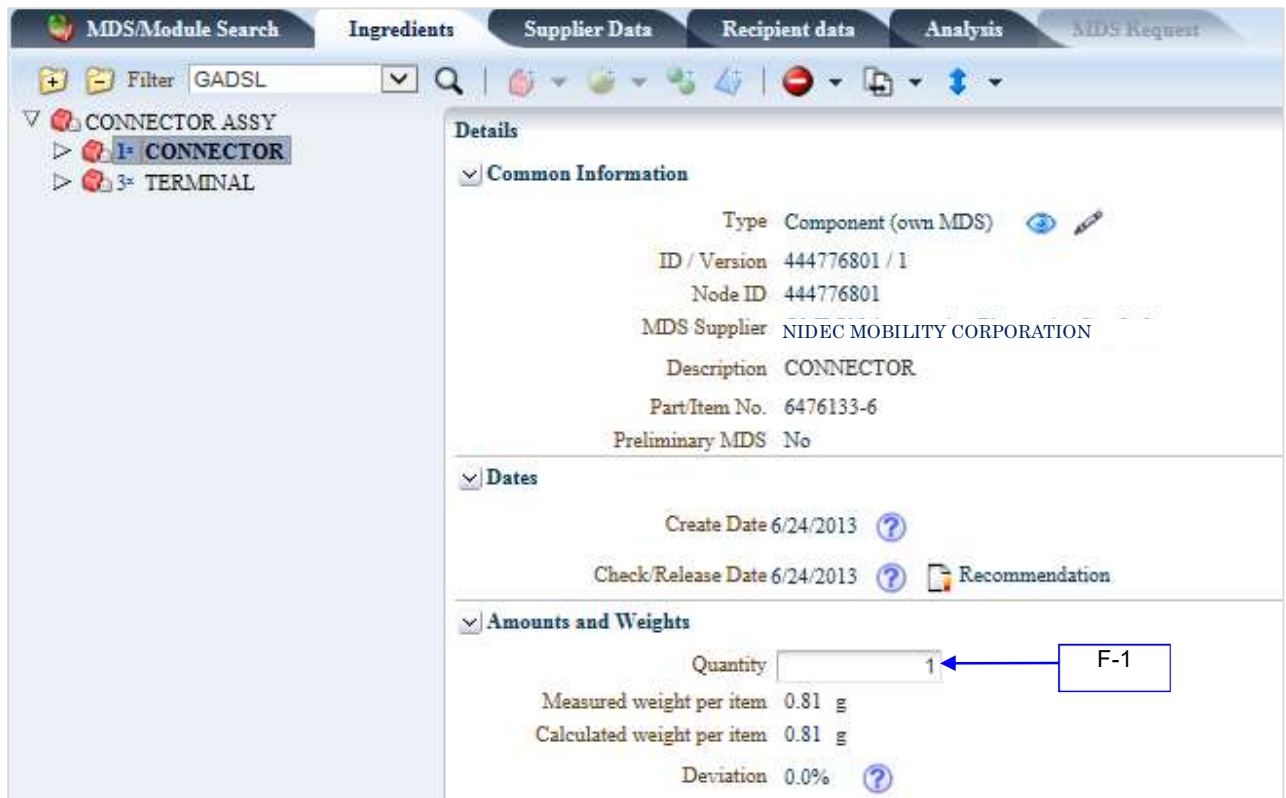 MDS/Module Search Ingredients Supplier Data Recipient data Analysis MDS Request
Filter GADSL
CONNECTOR ASSY
1x CONNECTOR
3x TERMINAL
Details
Common Information
Type Component (own MDS)
ID / Version 444776801 / 1
Node ID 444776801
MDS Supplier NIDEC MOBILITY CORPORATION
Description CONNECTOR
Part/Item No. 6476133-6
Preliminary MDS No
Dates
Create Date 6/24/2013
Check/Release Date 6/24/2013 Recommendation
Amounts and Weights
Quantity 1 F-1
Measured weight per item 0.81 g
Calculated weight per item 0.81 g
Deviation 0.0%